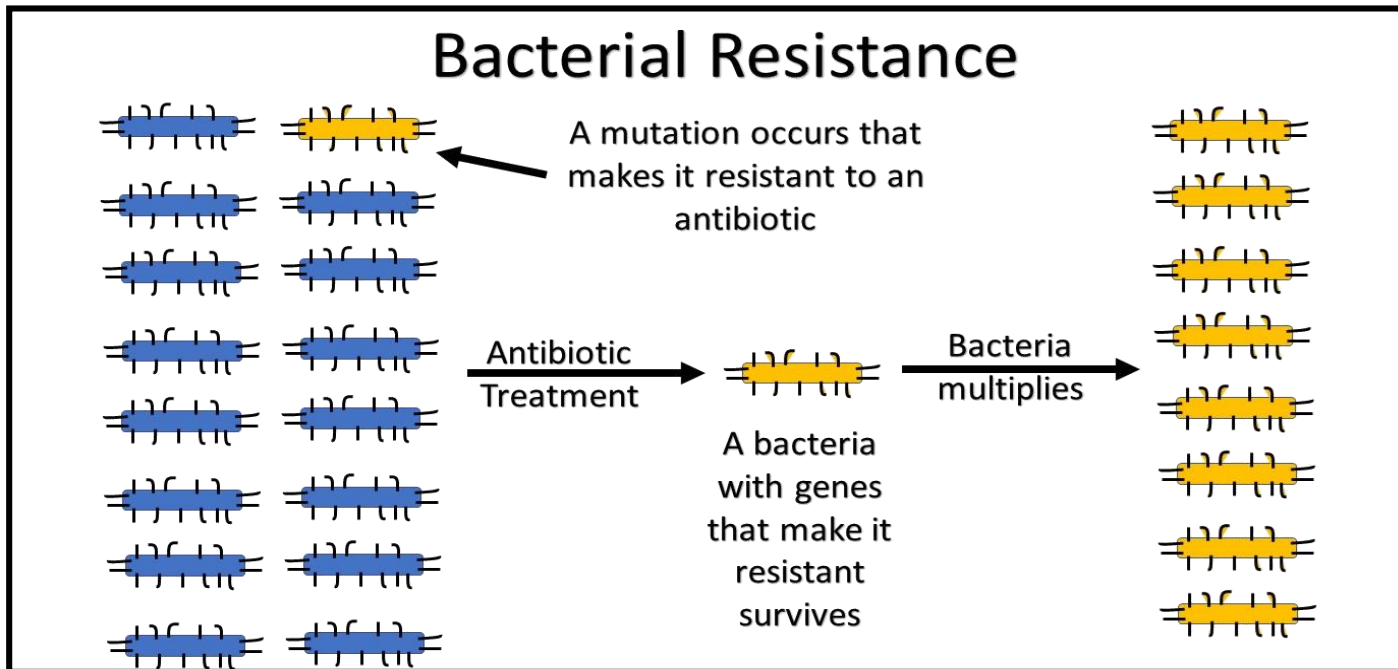 Bacterial Resistance
A mutation occurs that
makes it resistant to an
antibiotic
Antibiotic
Treatment
A bacteria
with genes
that make it
resistant
survives
Bacteria
multiplies